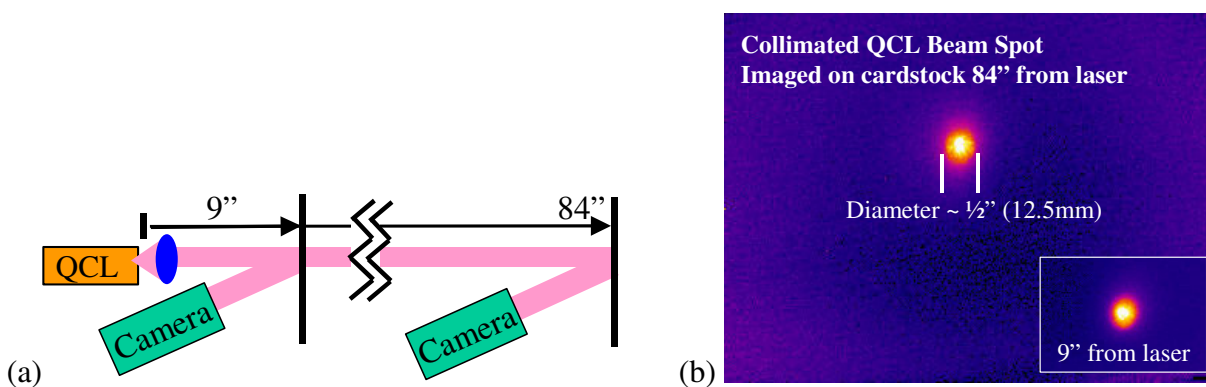 9”
84”
QCL
Camera
Camera
(a)
Collimated QCL Beam Spot
Imaged on cardstock 84” from laser
Diameter ~ ½” (12.5mm)
9” from laser
(b)